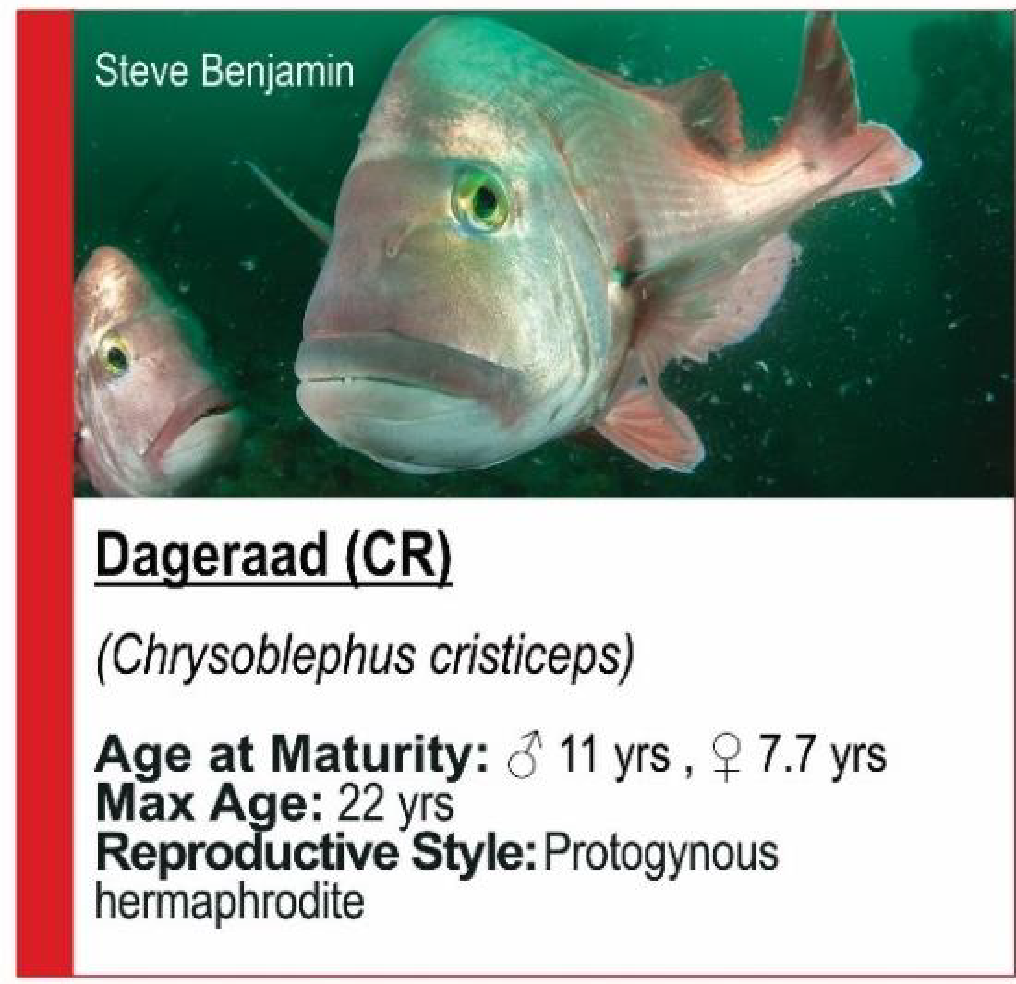 Steve Benjamin
Dageraad (CR)
(Chrysoblephus cristiceps)
Age at Maturity: ♂ 11 yrs , ♀ 7.7 yrs
Max Age: 22 yrs
Reproductive Style: Protogynous
hermaphrodite